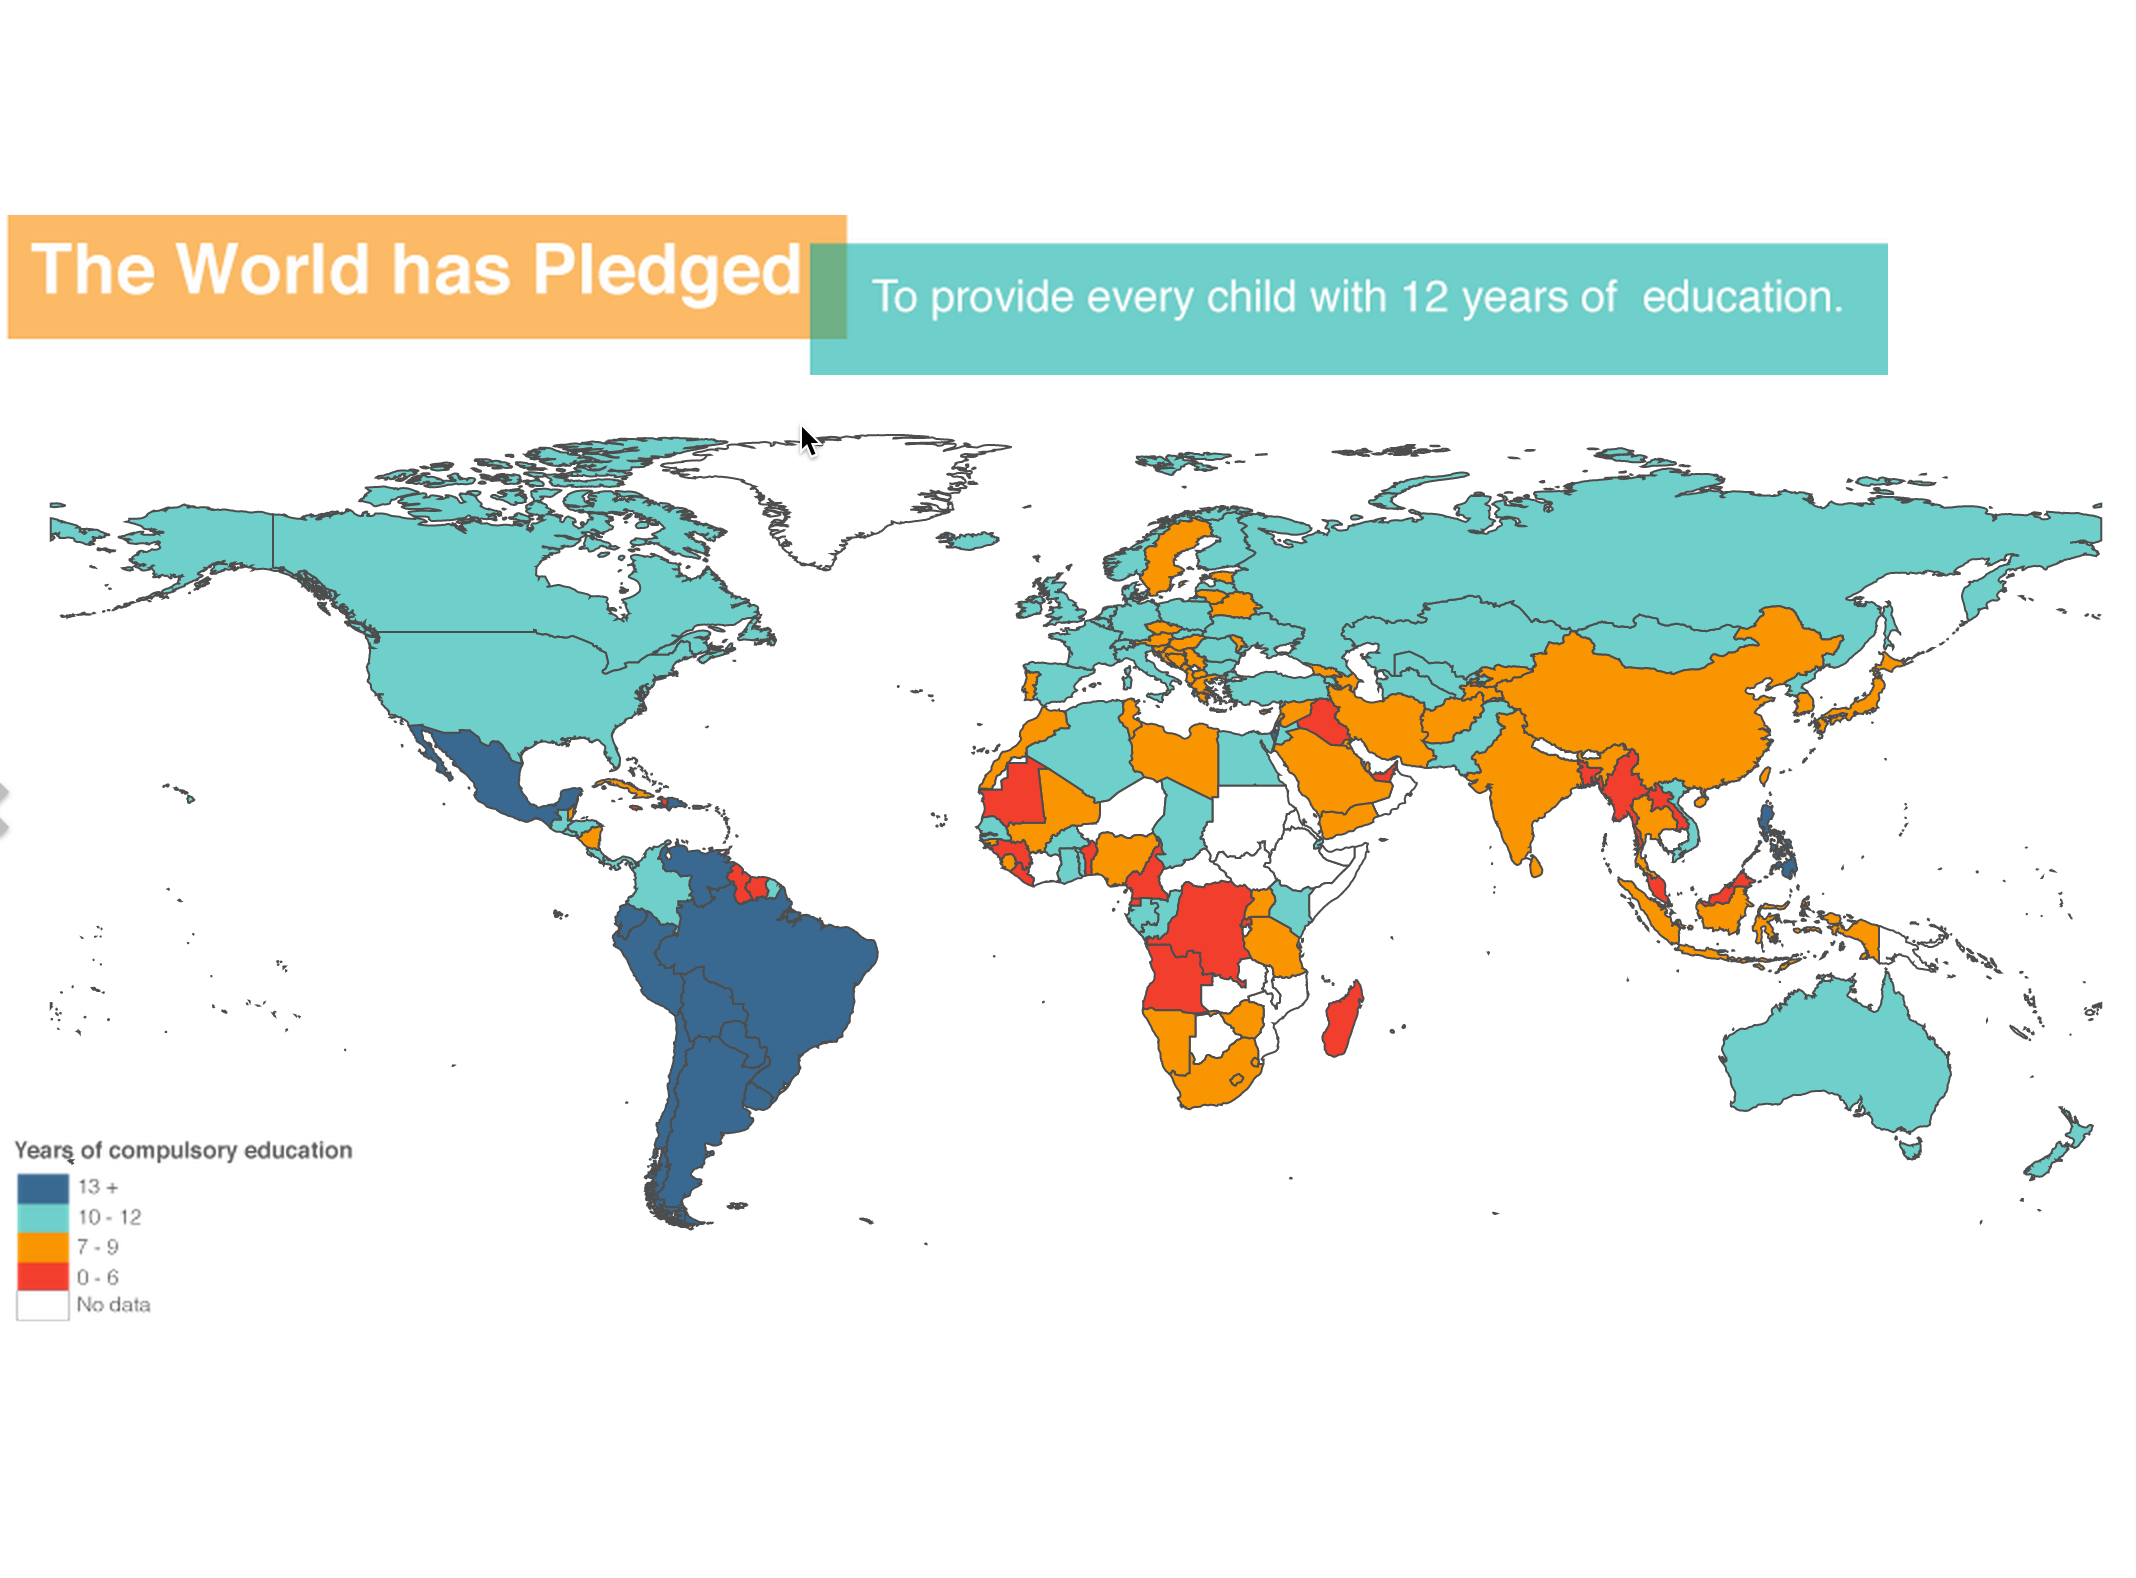 The World has Pledged
To provide every child with 12 years of  education.
Years of compulsory education
13 +
10 - 12
7 - 9
0 - 6
No data